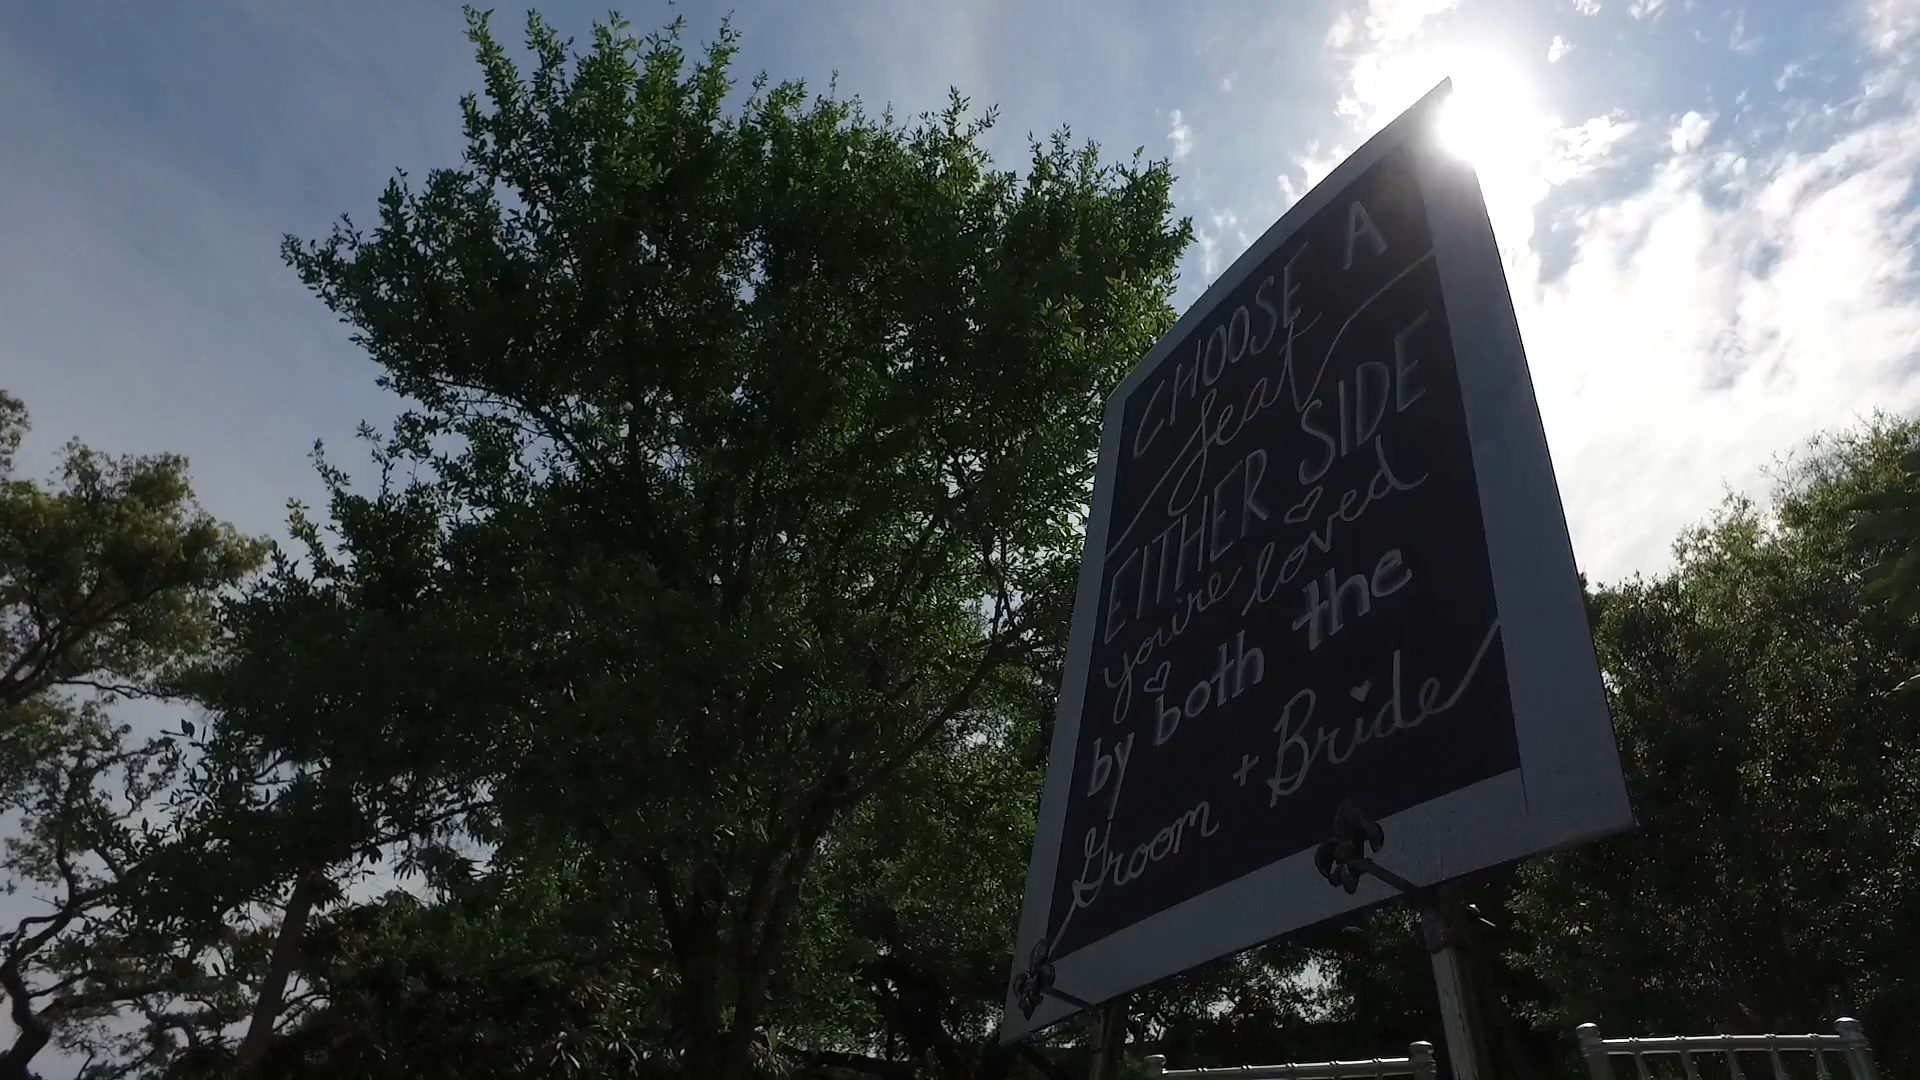 CHOOSE A
seat
EITHER SIDE
you're loved
by both the
Groom + Bride